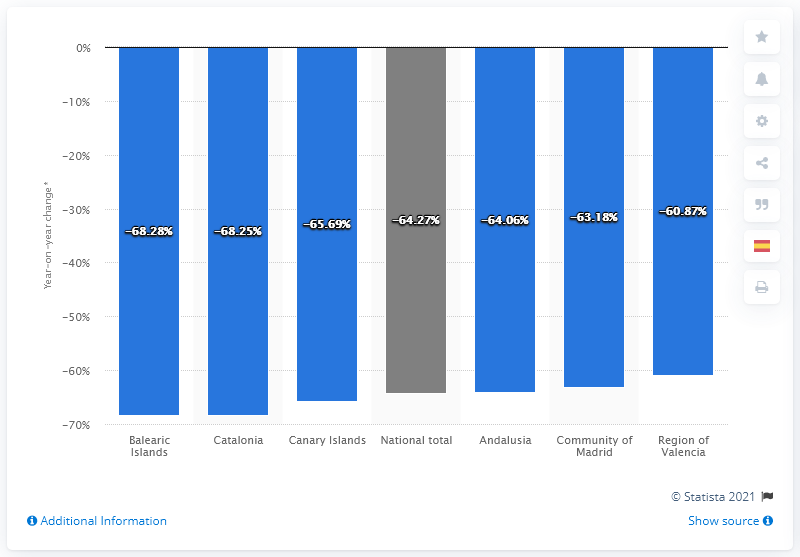 0%
−10%
−20%
−30%
−40%
−50%
−60%
−70%
Year-on-year change*
−68.28%
−68.25%
−65.69%
−64.27%
−64.06%
−63.18%
−60.87%
Balearic
Islands
Catalonia
Canary Islands
National total
Andalusia
Community of
Madrid
Region of
Valencia
© Statista 2021
Additional Information
Show source